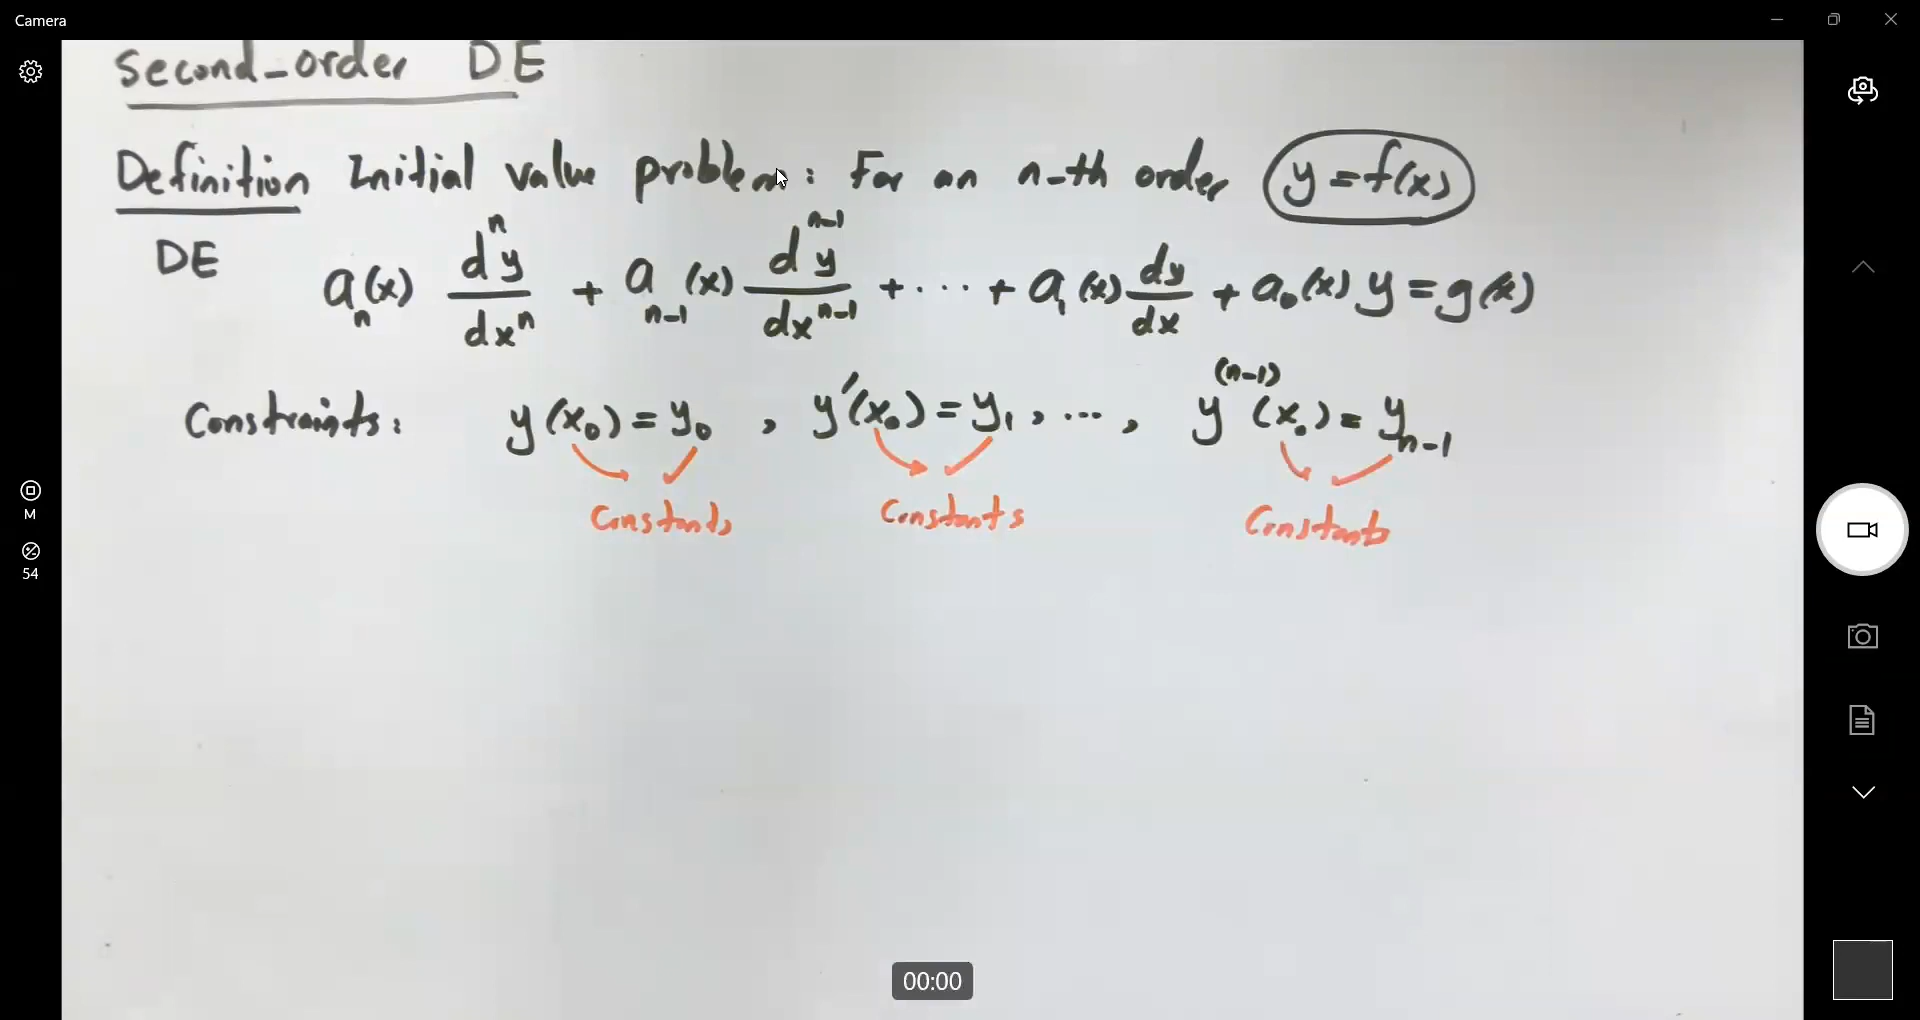 Camera
Second-order DE
Definition Initial value problem: For an n-th order y = f(x)
DE aₙ(x) dⁿy/dxⁿ + aₙ₋₁(x) dⁿ⁻¹y/dxⁿ⁻¹ + ... + a₁(x) dy/dx + a₀(x) y = g(x)
Constraints: y(x₀) = y₀ , y'(x₀) = y₁ , ... , y⁽ⁿ⁻¹⁾(x₀) = yₙ₋₁
Constants Constants Constants
M
54
00:00